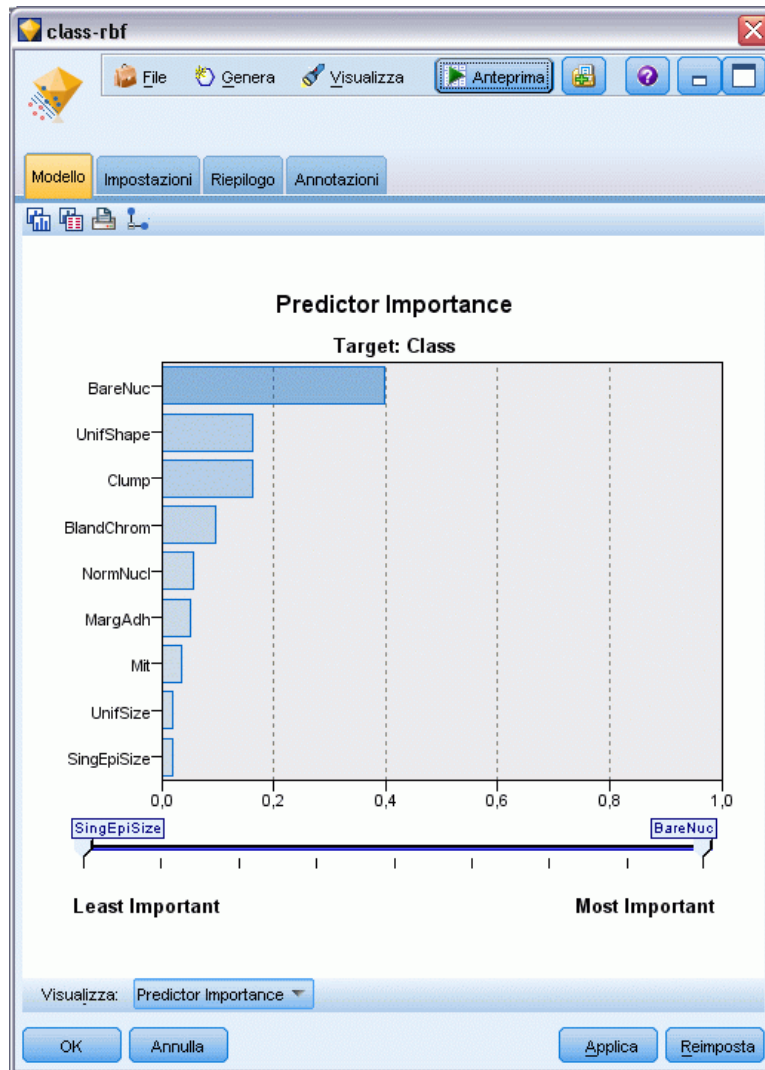 class-rbf
File Genera Visualizza Anteprima
Modello Impostazioni Riepilogo Annotazioni
Predictor Importance
Target: Class
BareNuc
UnifShape
Clump
BlandChrom
NormNucl
MargAdh
Mit
UnifSize
SingEpiSize
0,0 0,2 0,4 0,6 0,8 1,0
SingEpiSize BareNuc
Least Important Most Important
Visualizza: Predictor Importance
OK Annulla Applica Reimposta